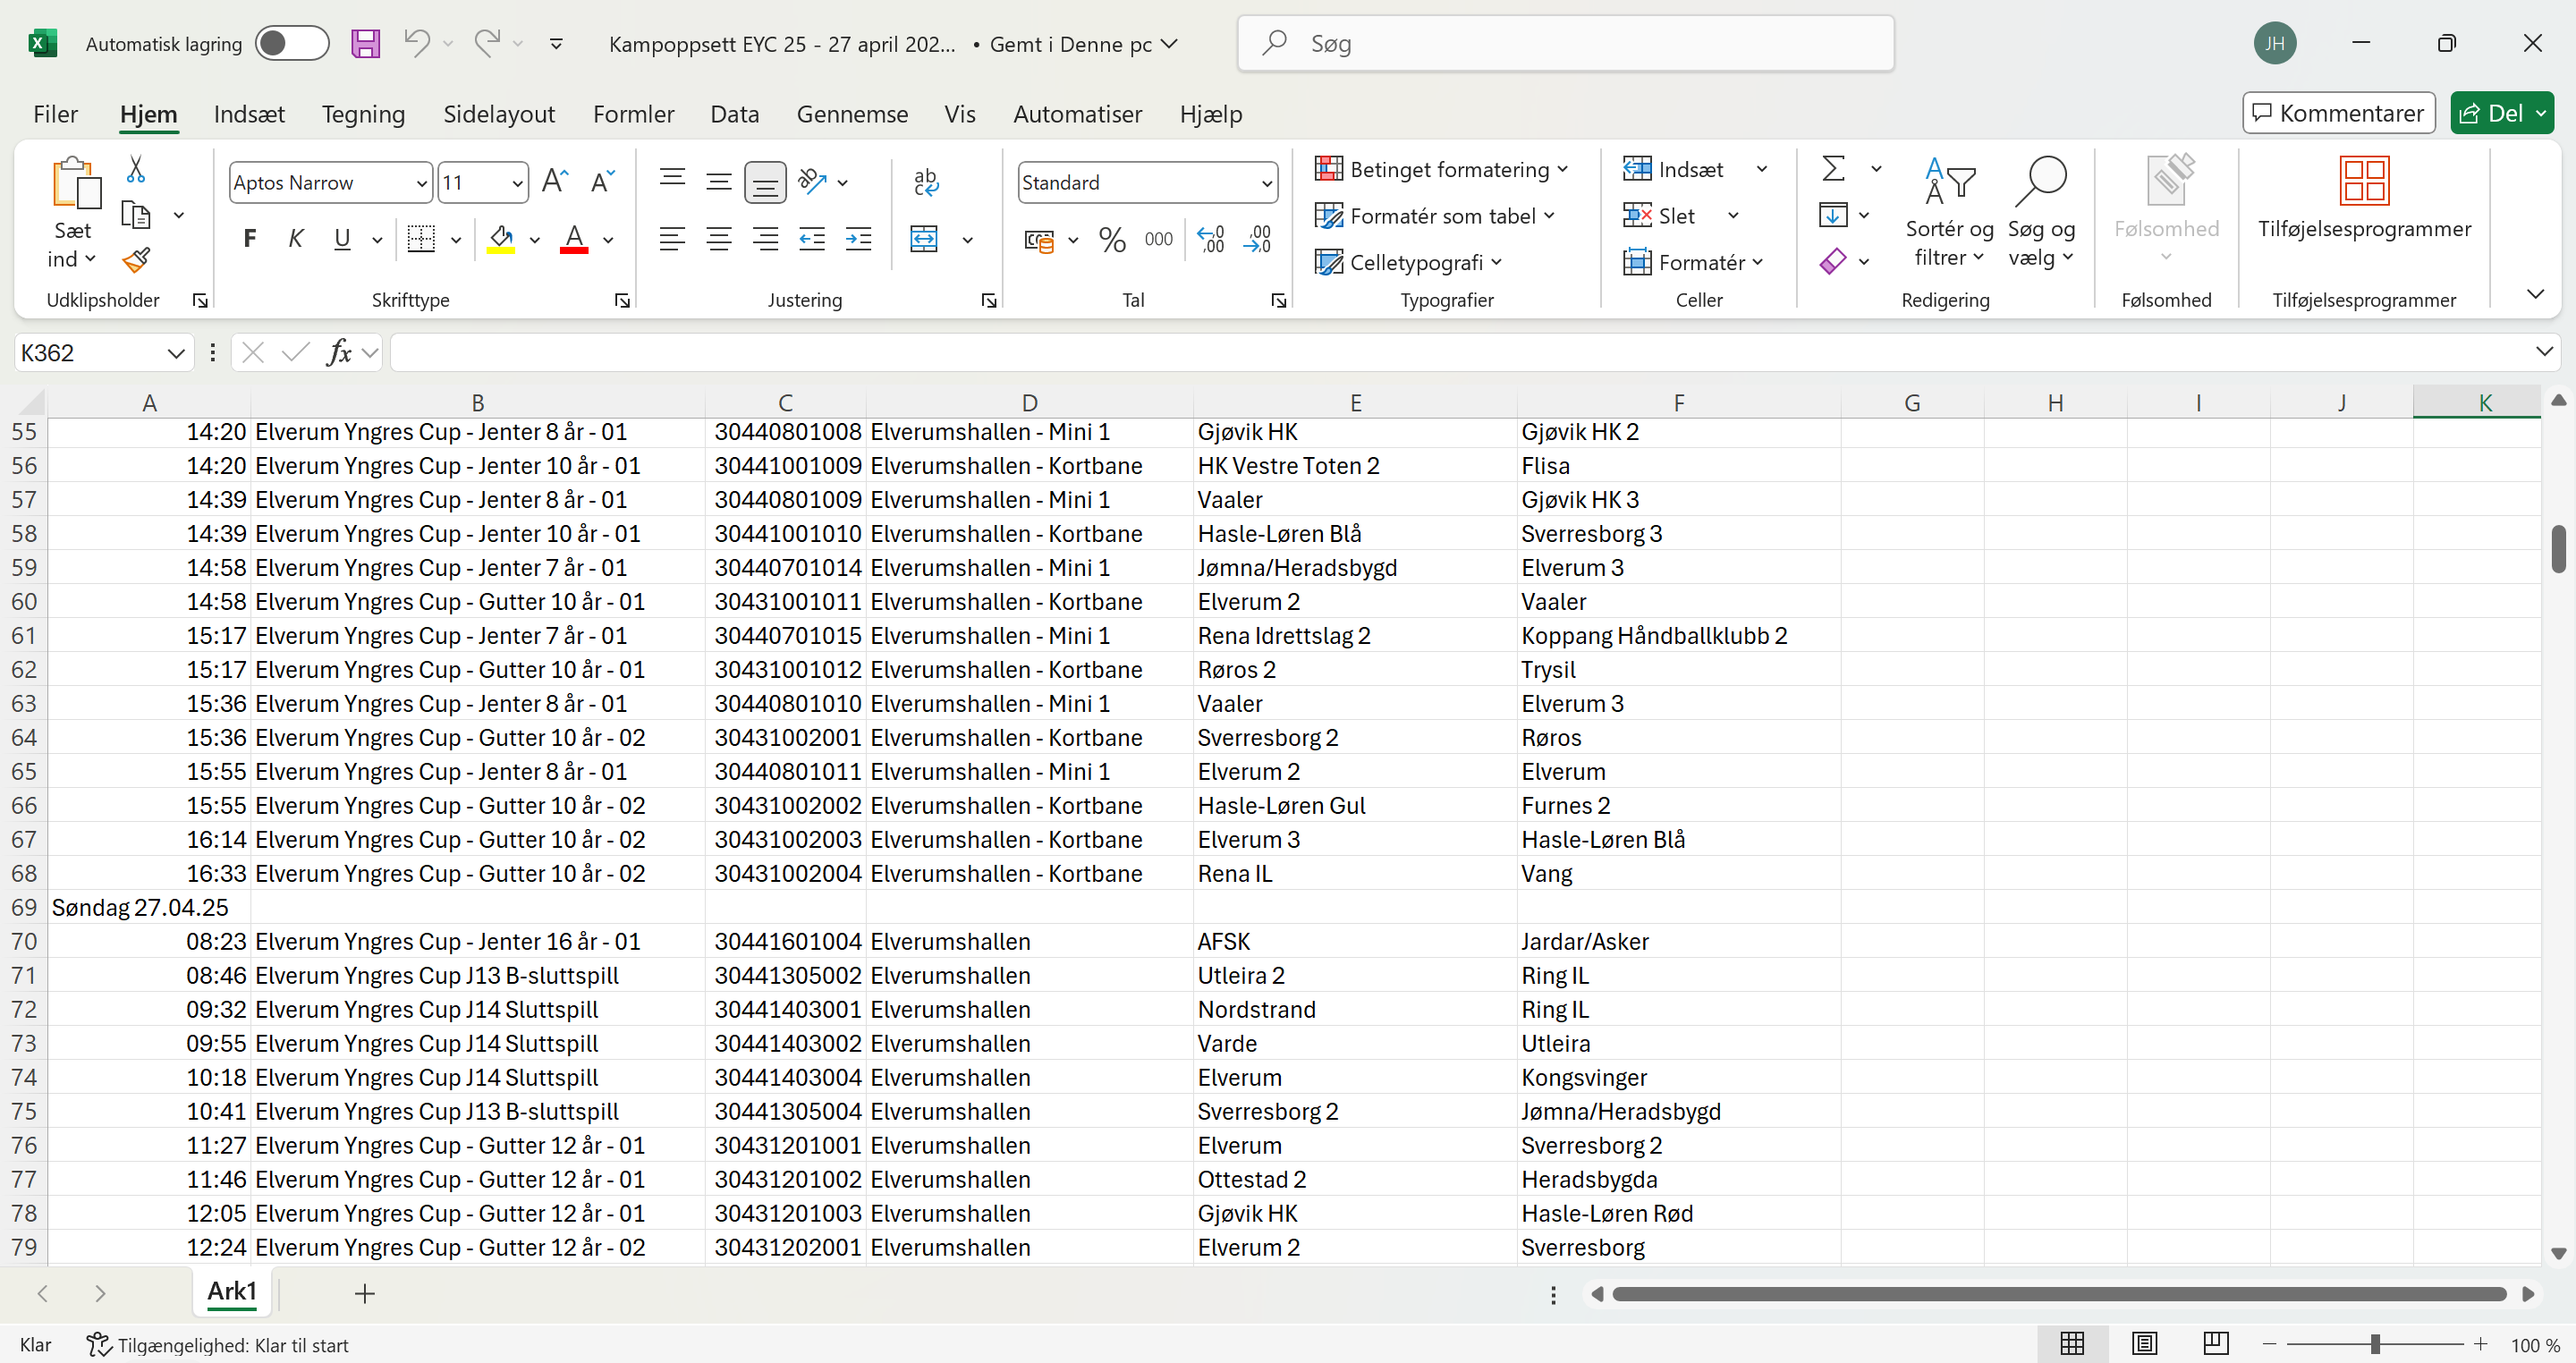 Automatisk lagring Kampoppsett EYC 25 - 27 april 202... • Gemt i Denne pc Søg JH
Filer Hjem Indsæt Tegning Sidelayout Formler Data Gennemse Vis Automatiser Hjælp Kommentarer Del
Sæt ind
Udklipsholder
Aptos Narrow 11
F K U A
Skrifttype
ab
Justering
Standard
% 000 ,00 ,00
Tal
Betinget formatering
Formatér som tabel
Celletypografi
Typografier
Indsæt
Slet
Formatér
Celler
Sortér og filtrer
Søg og vælg
Redigering
Følsomhed
Følsomhed
Tilføjelsesprogrammer
Tilføjelsesprogrammer
K362 fx
A B C D E F G H I J K
55 14:20 Elverum Yngres Cup - Jenter 8 år - 01 30440801008 Elverumshallen - Mini 1 Gjøvik HK Gjøvik HK 2
56 14:20 Elverum Yngres Cup - Jenter 10 år - 01 30441001009 Elverumshallen - Kortbane HK Vestre Toten 2 Flisa
57 14:39 Elverum Yngres Cup - Jenter 8 år - 01 30440801009 Elverumshallen - Mini 1 Vaaler Gjøvik HK 3
58 14:39 Elverum Yngres Cup - Jenter 10 år - 01 30441001010 Elverumshallen - Kortbane Hasle-Løren Blå Sverresborg 3
59 14:58 Elverum Yngres Cup - Jenter 7 år - 01 30440701014 Elverumshallen - Mini 1 Jømna/Heradsbygd Elverum 3
60 14:58 Elverum Yngres Cup - Gutter 10 år - 01 30431001011 Elverumshallen - Kortbane Elverum 2 Vaaler
61 15:17 Elverum Yngres Cup - Jenter 7 år - 01 30440701015 Elverumshallen - Mini 1 Rena Idrettslag 2 Koppang Håndballklubb 2
62 15:17 Elverum Yngres Cup - Gutter 10 år - 01 30431001012 Elverumshallen - Kortbane Røros 2 Trysil
63 15:36 Elverum Yngres Cup - Jenter 8 år - 01 30440801010 Elverumshallen - Mini 1 Vaaler Elverum 3
64 15:36 Elverum Yngres Cup - Gutter 10 år - 02 30431002001 Elverumshallen - Kortbane Sverresborg 2 Røros
65 15:55 Elverum Yngres Cup - Jenter 8 år - 01 30440801011 Elverumshallen - Mini 1 Elverum 2 Elverum
66 15:55 Elverum Yngres Cup - Gutter 10 år - 02 30431002002 Elverumshallen - Kortbane Hasle-Løren Gul Furnes 2
67 16:14 Elverum Yngres Cup - Gutter 10 år - 02 30431002003 Elverumshallen - Kortbane Elverum 3 Hasle-Løren Blå
68 16:33 Elverum Yngres Cup - Gutter 10 år - 02 30431002004 Elverumshallen - Kortbane Rena IL Vang
69 Søndag 27.04.25
70 08:23 Elverum Yngres Cup - Jenter 16 år - 01 30441601004 Elverumshallen AFSK Jardar/Asker
71 08:46 Elverum Yngres Cup J13 B-sluttspill 30441305002 Elverumshallen Utleira 2 Ring IL
72 09:32 Elverum Yngres Cup J14 Sluttspill 30441403001 Elverumshallen Nordstrand Ring IL
73 09:55 Elverum Yngres Cup J14 Sluttspill 30441403002 Elverumshallen Varde Utleira
74 10:18 Elverum Yngres Cup J14 Sluttspill 30441403004 Elverumshallen Elverum Kongsvinger
75 10:41 Elverum Yngres Cup J13 B-sluttspill 30441305004 Elverumshallen Sverresborg 2 Jømna/Heradsbygd
76 11:27 Elverum Yngres Cup - Gutter 12 år - 01 30431201001 Elverumshallen Elverum Sverresborg 2
77 11:46 Elverum Yngres Cup - Gutter 12 år - 01 30431201002 Elverumshallen Ottestad 2 Heradsbygda
78 12:05 Elverum Yngres Cup - Gutter 12 år - 01 30431201003 Elverumshallen Gjøvik HK Hasle-Løren Rød
79 12:24 Elverum Yngres Cup - Gutter 12 år - 02 30431202001 Elverumshallen Elverum 2 Sverresborg
Ark1
Klar Tilgængelighed: Klar til start 100 %